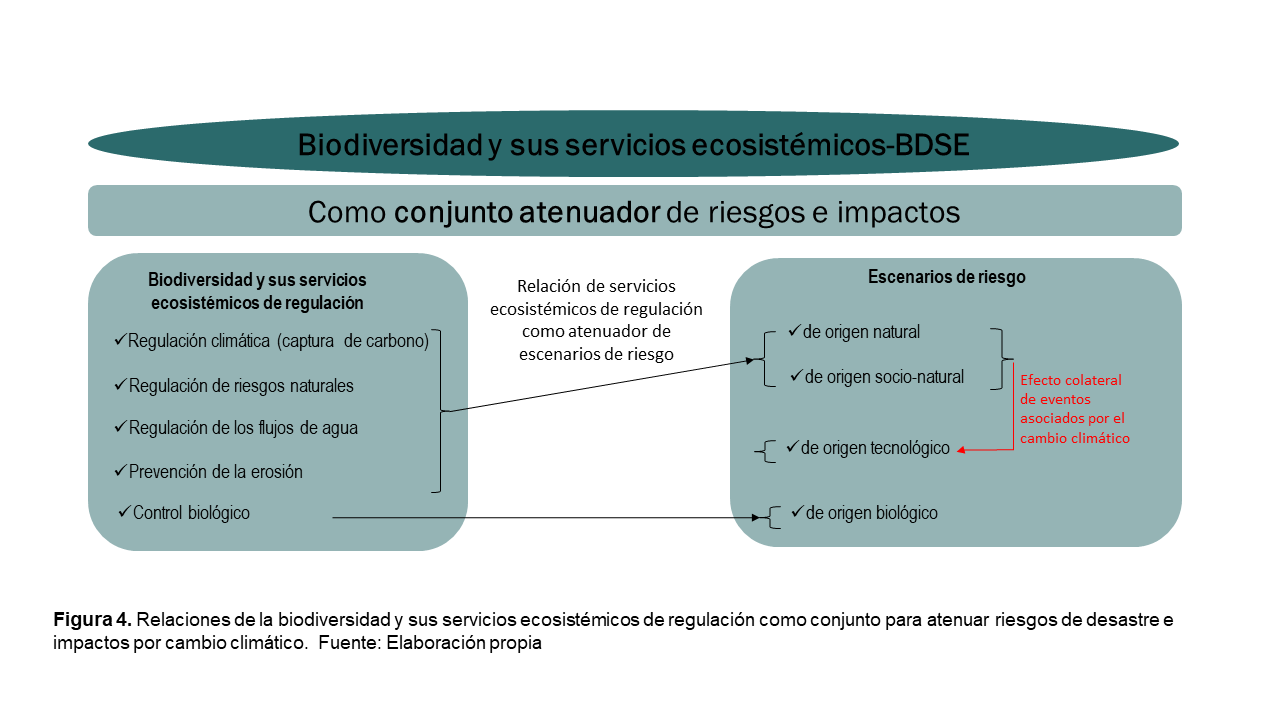 Biodiversidad y sus servicios ecosistémicos-BDSE
Como conjunto atenuador de riesgos e impactos
Biodiversidad y sus servicios
ecosistémicos de regulación
✓Regulación climática (captura de carbono)
✓Regulación de riesgos naturales
✓Regulación de los flujos de agua
✓Prevención de la erosión
✓Control biológico
Relación de servicios
ecosistémicos de regulación
como atenuador de
escenarios de riesgo
Escenarios de riesgo
✓de origen natural
✓de origen socio-natural
✓de origen tecnológico
✓de origen biológico
Efecto colateral
de eventos
asociados por el
cambio climático
Figura 4. Relaciones de la biodiversidad y sus servicios ecosistémicos de regulación como conjunto para atenuar riesgos de desastre e
impactos por cambio climático. Fuente: Elaboración propia